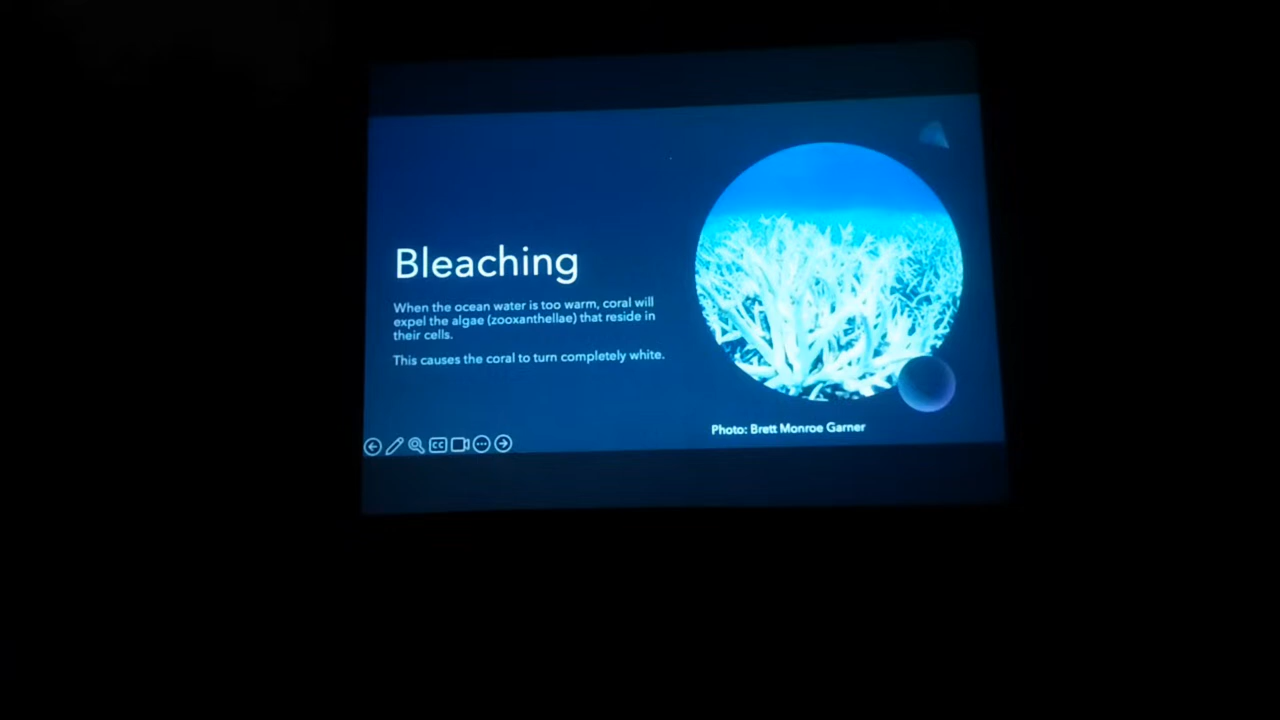 Bleaching
When the ocean water is too warm, coral will
expel the algae (zooxanthellae) that reside in
their cells.
This causes the coral to turn completely white.
Photo: Brett Monroe Garner
CC